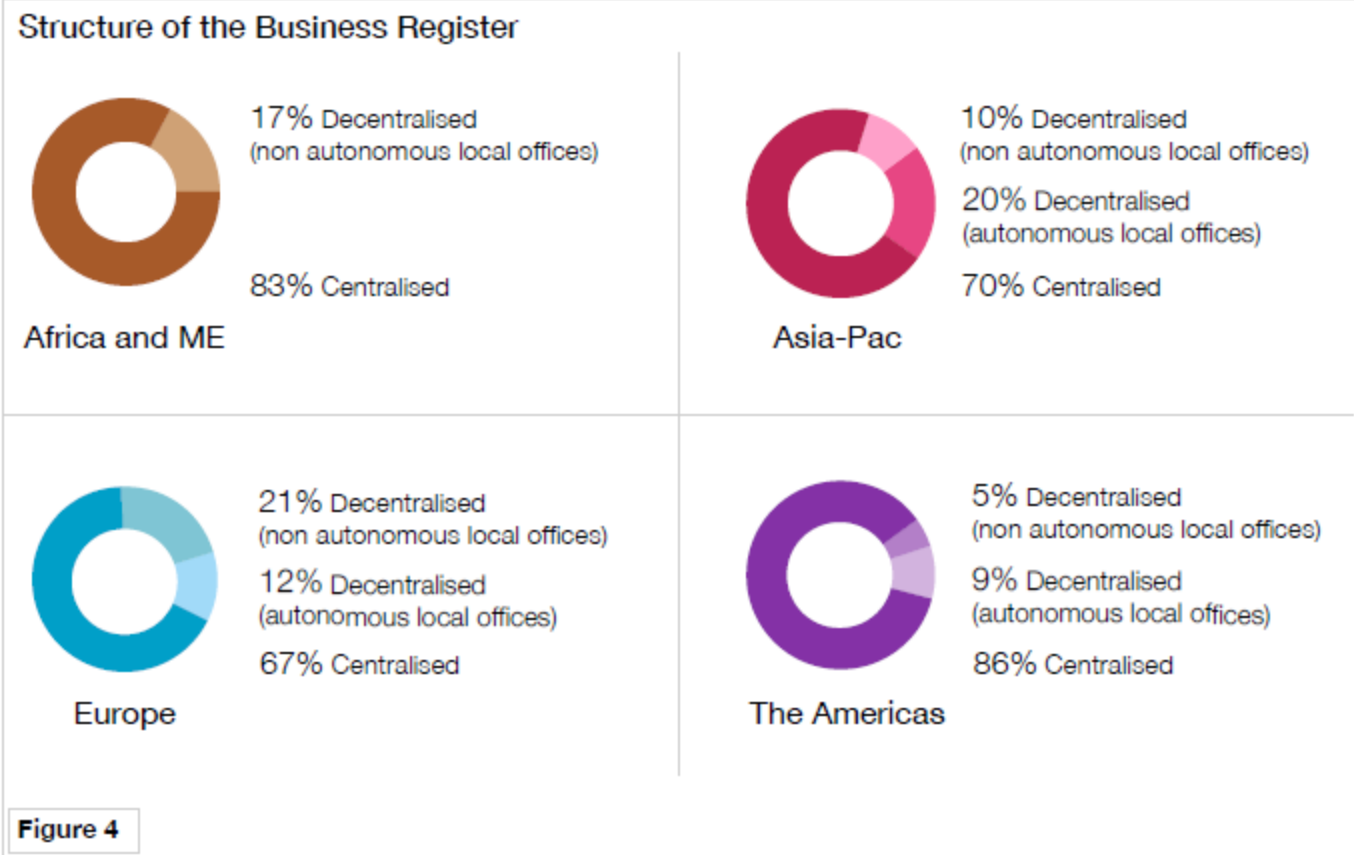 Structure of the Business Register
17% Decentralised
(non autonomous local offices)
83% Centralised
Africa and ME
10% Decentralised
(non autonomous local offices)
20% Decentralised
(autonomous local offices)
70% Centralised
Asia-Pac
21% Decentralised
(non autonomous local offices)
12% Decentralised
(autonomous local offices)
67% Centralised
Europe
5% Decentralised
(non autonomous local offices)
9% Decentralised
(autonomous local offices)
86% Centralised
The Americas
Figure 4